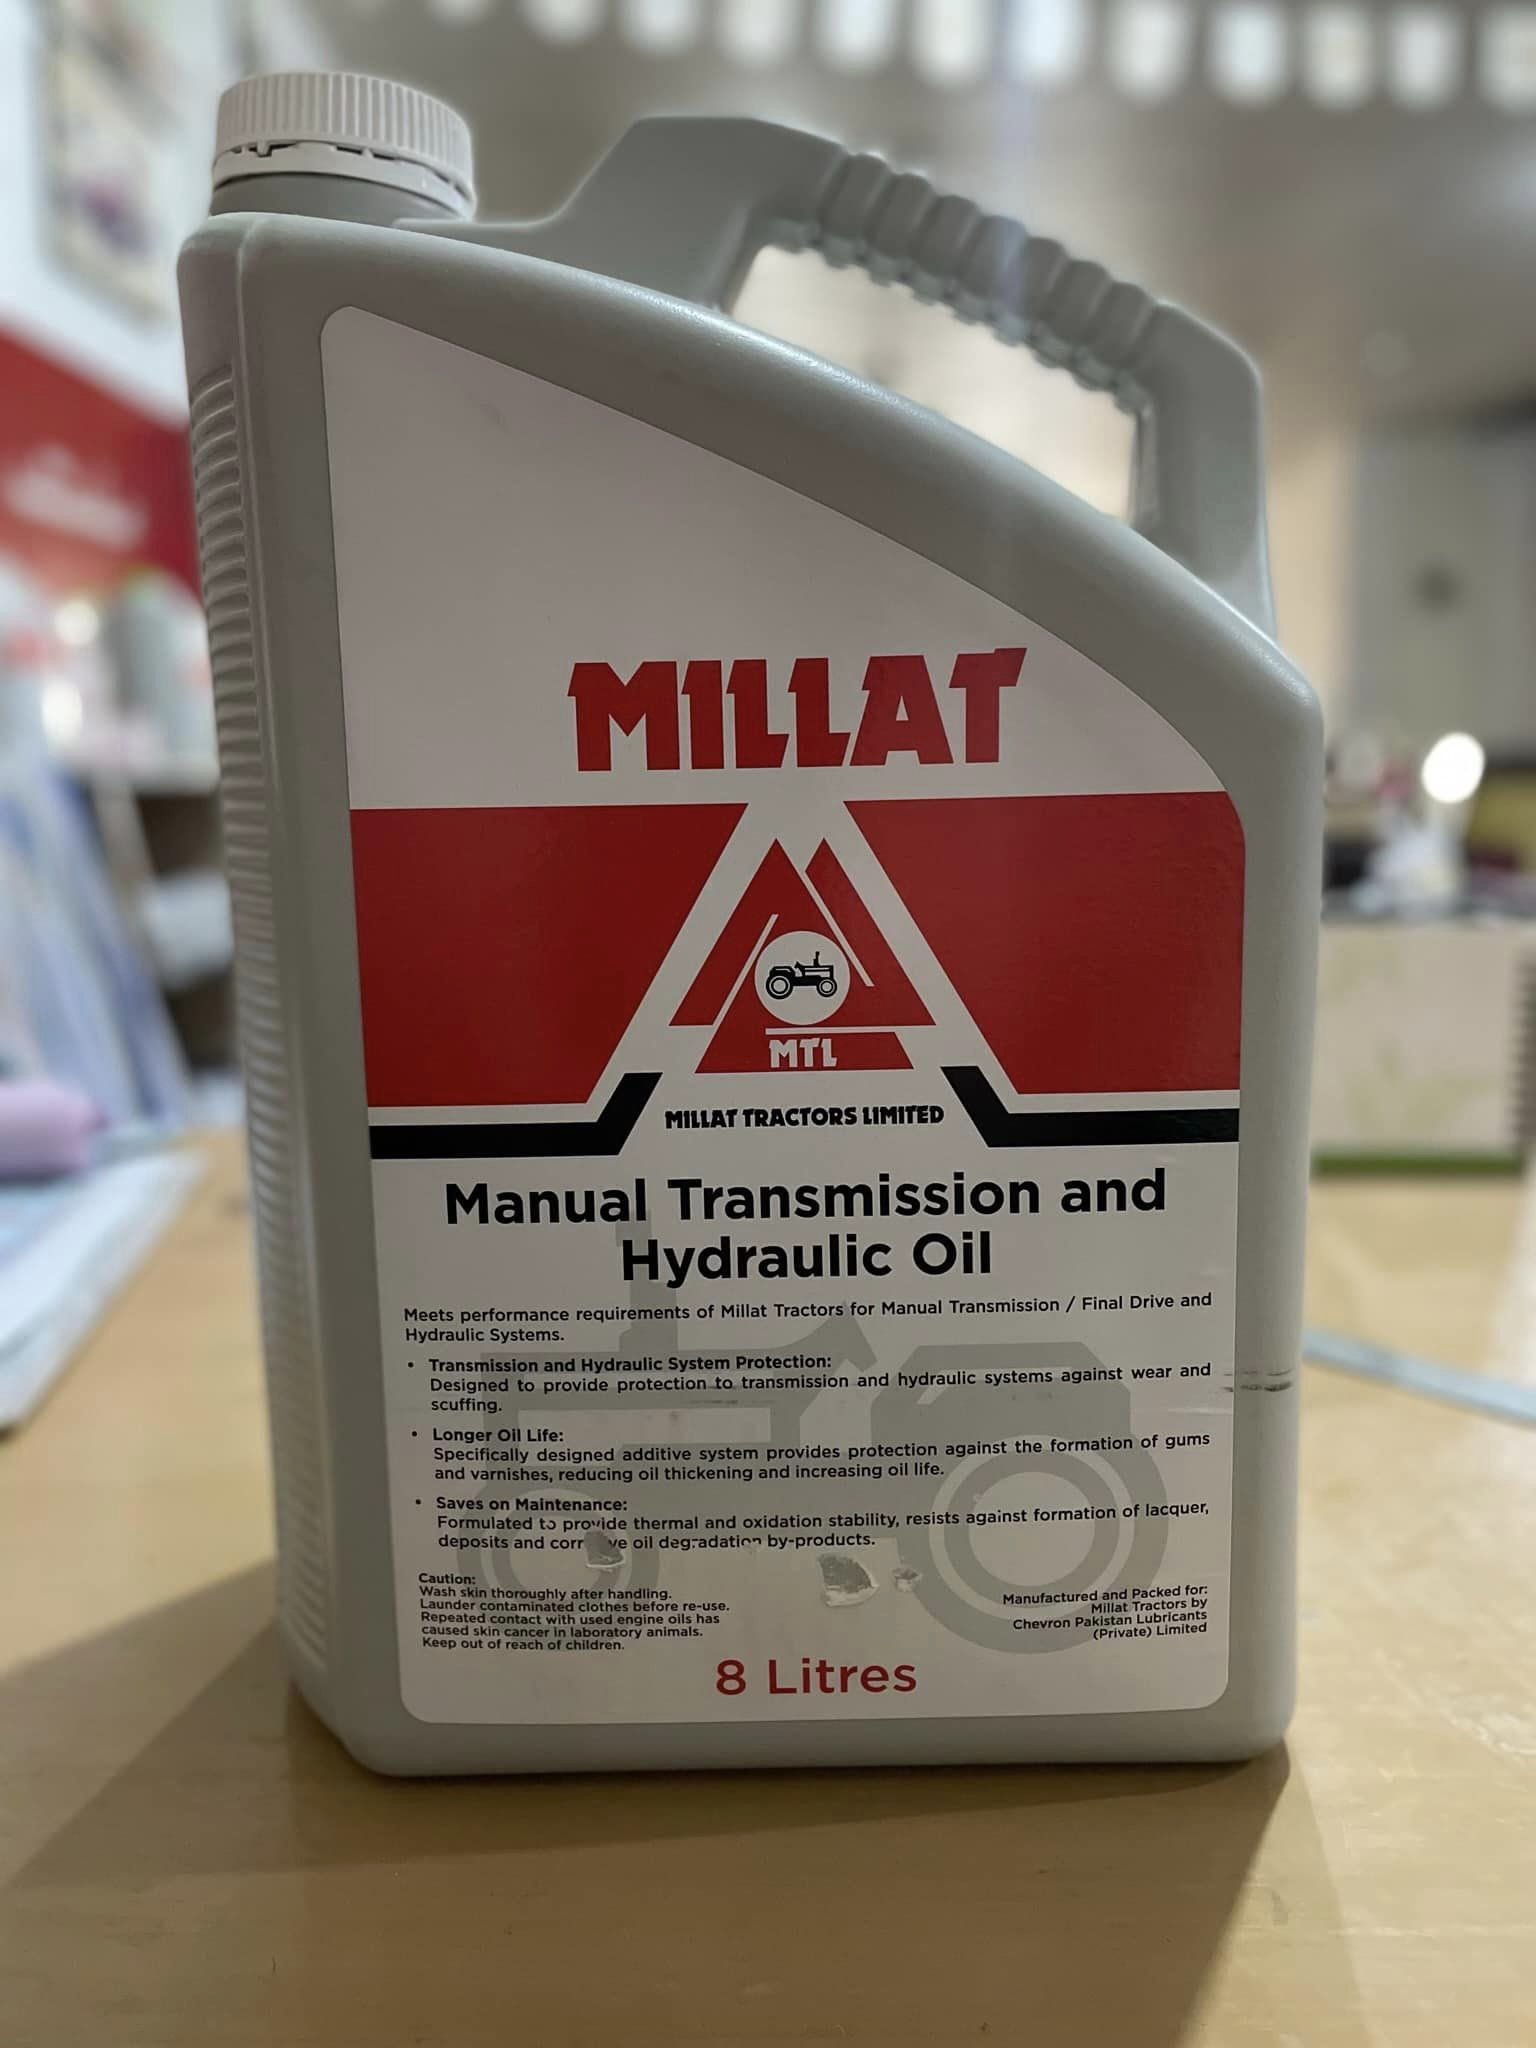 MILLAT
MTL
MILLAT TRACTORS LIMITED
Manual Transmission and
Hydraulic Oil
Meets performance requirements of Millat Tractors for Manual Transmission / Final Drive and
Hydraulic Systems.
• Transmission and Hydraulic System Protection:
Designed to provide protection to transmission and hydraulic systems against wear and
scuffing.
• Longer Oil Life:
Specifically designed additive system provides protection against the formation of gums
and varnishes, reducing oil thickening and increasing oil life.
• Saves on Maintenance:
Formulated to provide thermal and oxidation stability, resists against formation of lacquer,
deposits and oil degradation by-products.
Caution:
Wash skin thoroughly after handling.
Launder contaminated clothes before re-use.
Repeated contact with used engine oils has
caused skin cancer in laboratory animals.
Keep out of reach of children.
Manufactured and Packed for:
Millat Tractors by
Chevron Pakistan Lubricants
(Private) Limited
8 Litres